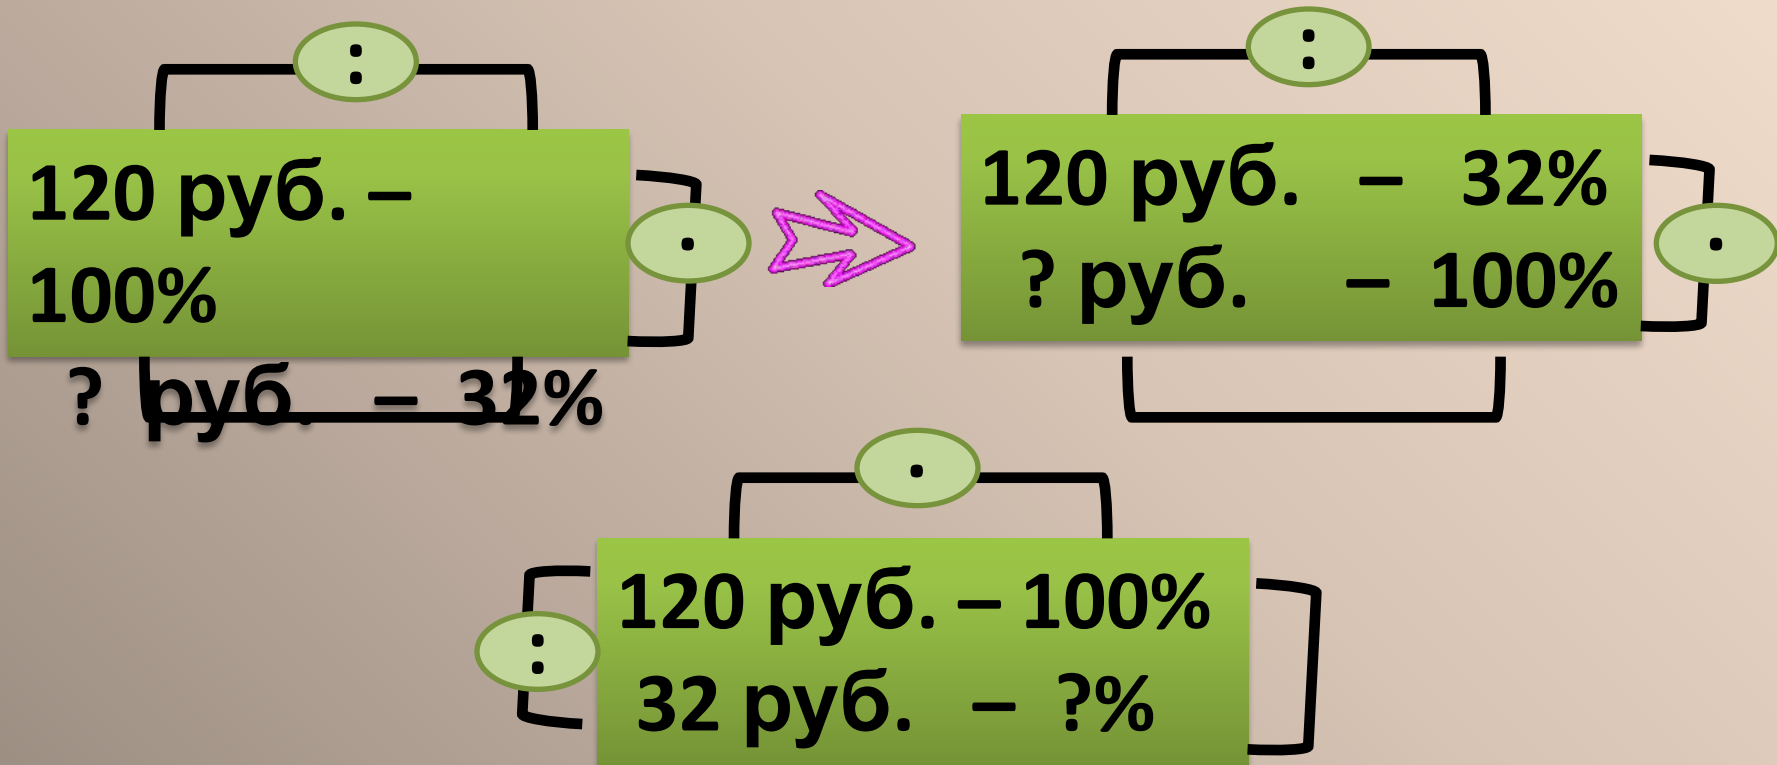 :
120 руб. –
100%
? руб. – 32%
·
:
120 руб. – 32%
? руб. – 100%
·
·
120 руб. – 100%
32 руб. – ?%
: